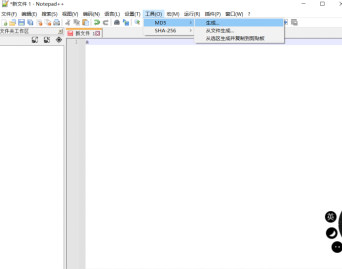 *新文件 1 - Notepad++
文件(F) 编辑(E) 搜索(S) 视图(V) 编码(N) 语言(L) 设置(T) 工具(O) 宏(M) 运行(R) 插件(P) 窗口(W) ?
MD5
生成...
SHA-256
从文件生成...
从选区生成并复制到剪贴板
文件夹工作区
新文件 1
1
英